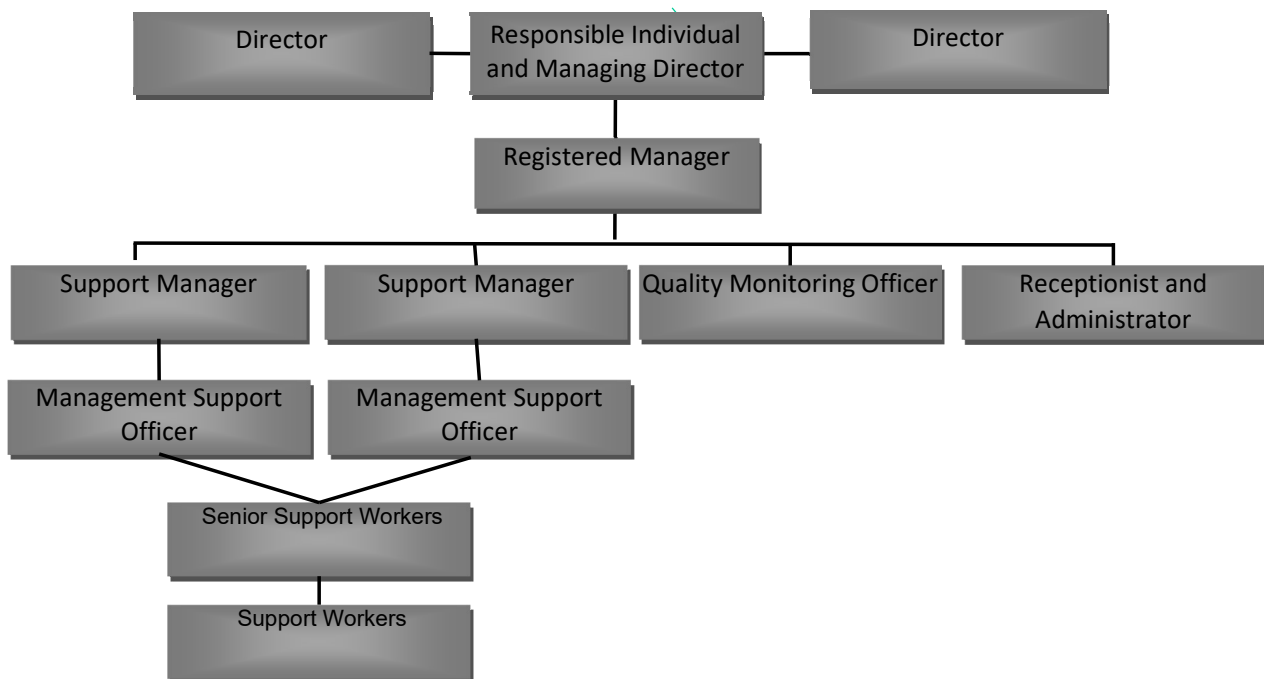 Director
Responsible Individual
and Managing Director
Director
Registered Manager
Support Manager
Support Manager
Quality Monitoring Officer
Receptionist and
Administrator
Management Support
Officer
Management Support
Officer
Senior Support Workers
Support Workers